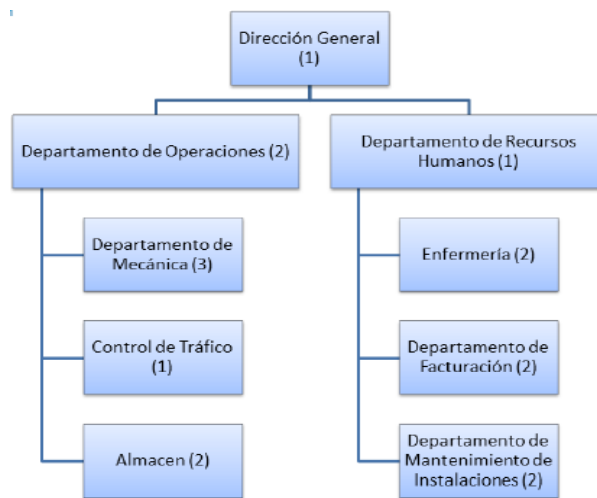 Dirección General
(1)
Departamento de Operaciones (2)
Departamento de Recursos
Humanos (1)
Departamento de
Mecánica (3)
Enfermería (2)
Control de Tráfico
(1)
Departamento de
Facturación (2)
Almacen (2)
Departamento de
Mantenimiento de
Instalaciones (2)